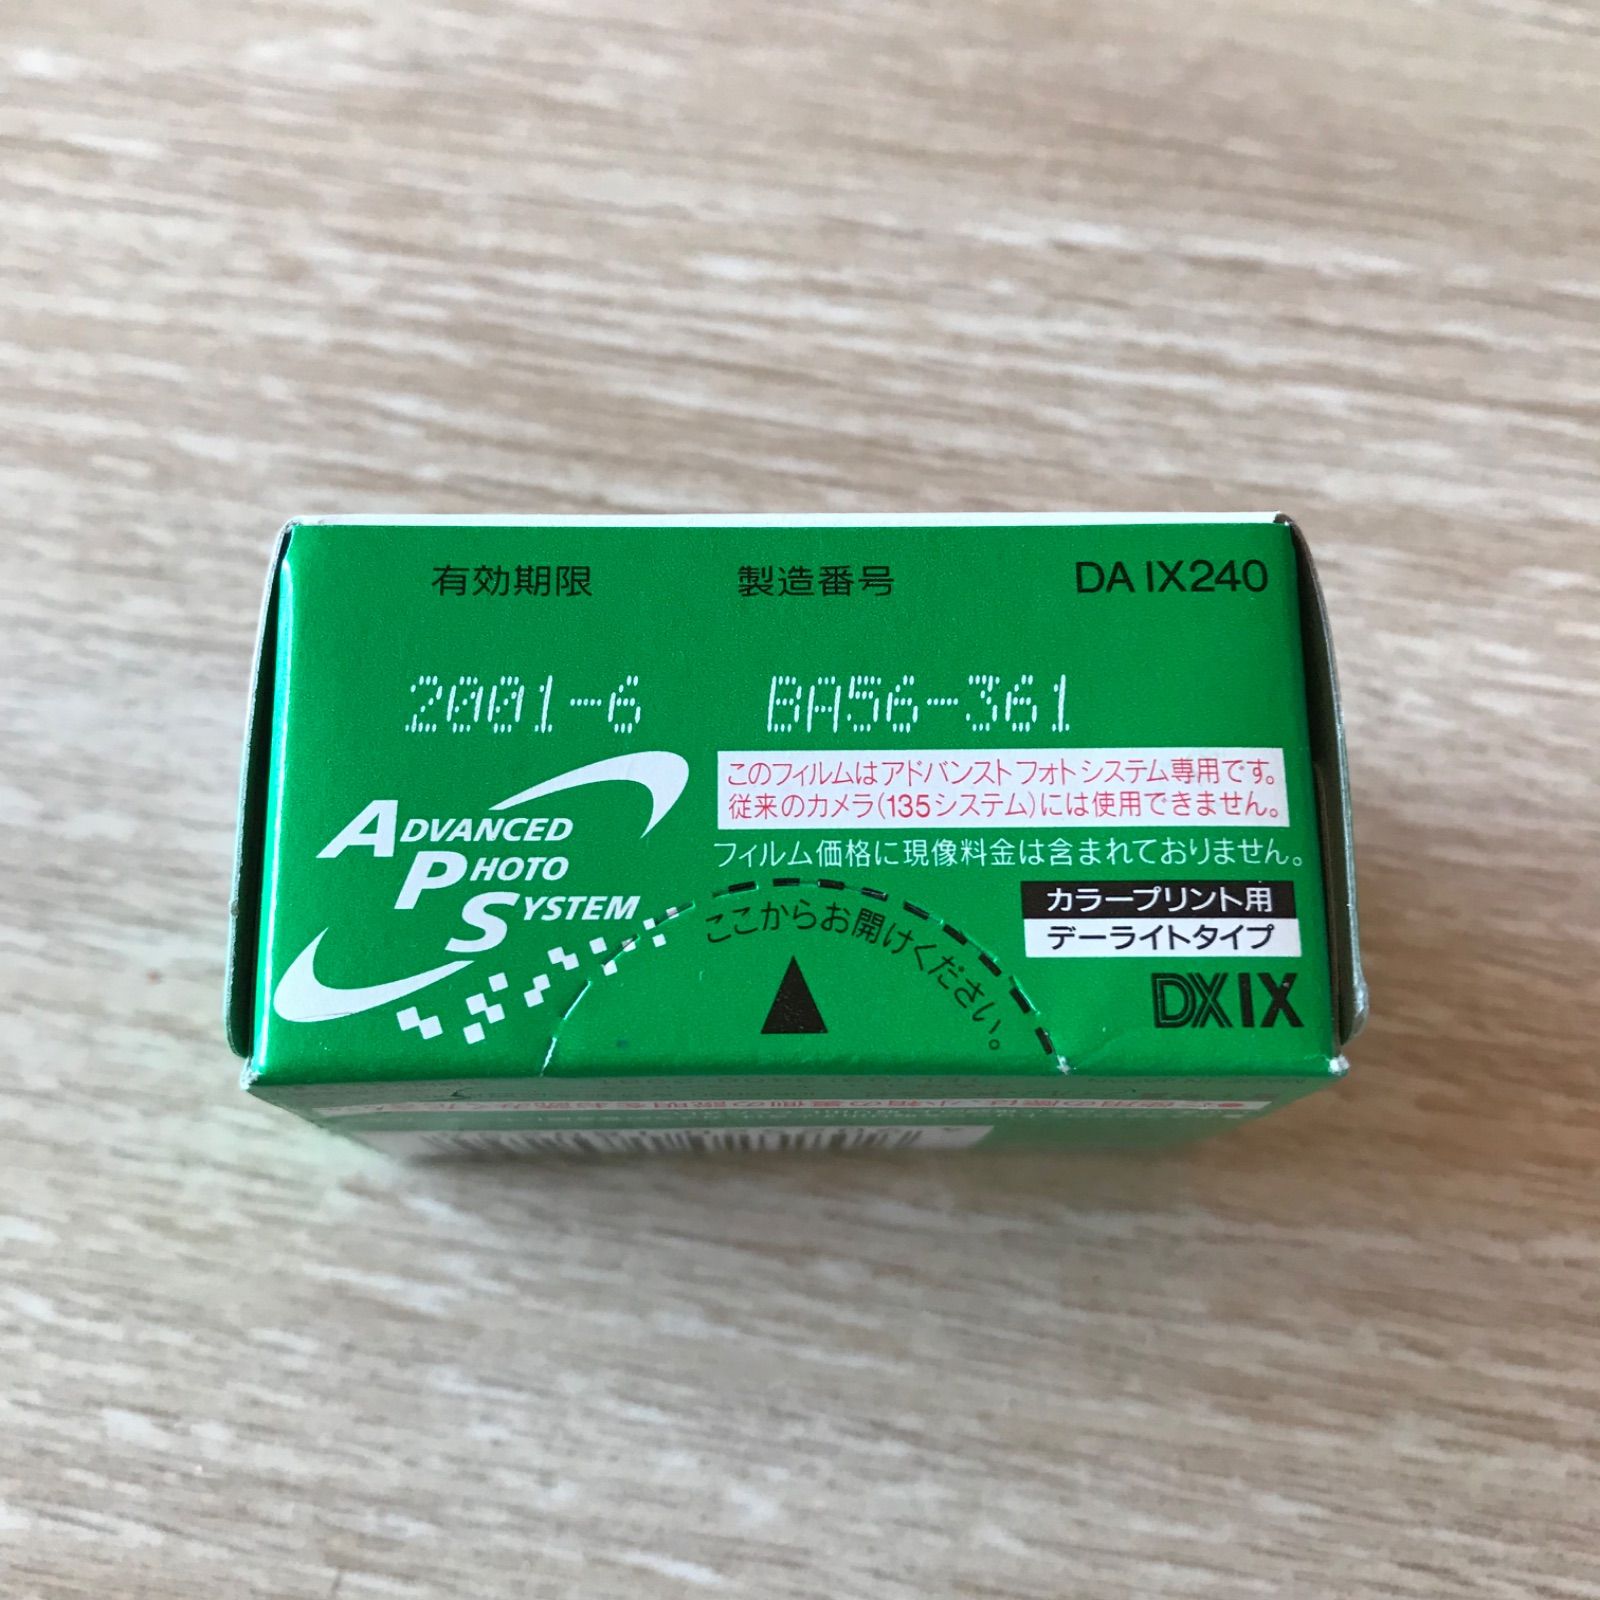 有効期限 製造番号 DA IX240
2001-6 BA56-361
このフィルムはアドバンストフォトシステム専用です。
従来のカメラ(135システム)には使用できません。
フィルム価格に現像料金は含まれておりません。
ADVANCED
PHOTO
SYSTEM
ここからお開けください。
カラープリント用
デーライトタイプ
DX IX